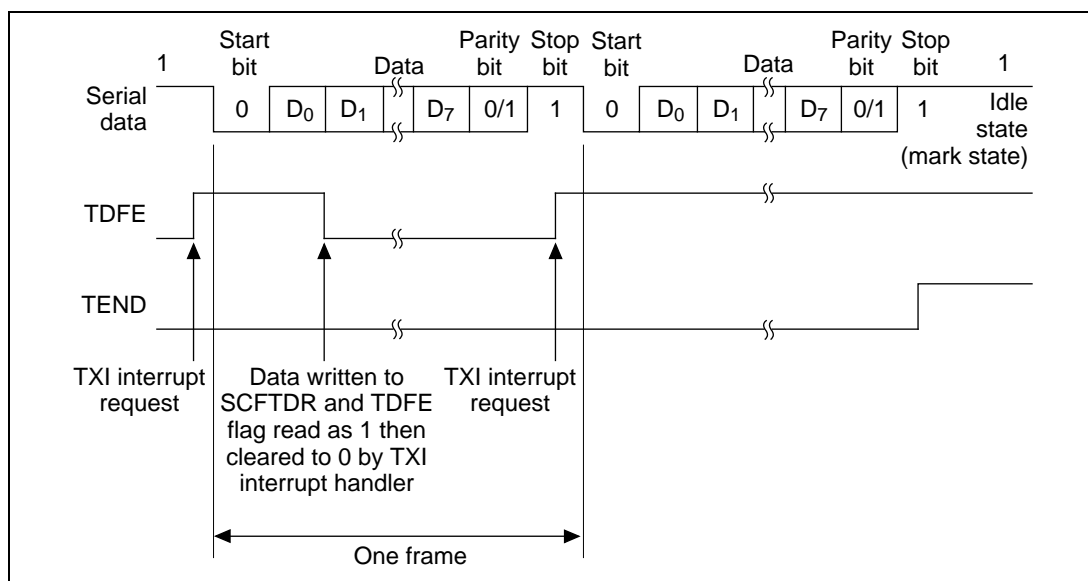 Start bit
Parity bit
Stop bit
Start bit
Parity bit
Stop bit
1
Data
Data
1
Serial data
0
D0
D1
D7
0/1
1
0
D0
D1
D7
0/1
1
Idle state (mark state)
TDFE
TEND
TXI interrupt
request
Data written to
SCFTDR and TDFE
flag read as 1 then
cleared to 0 by TXI
interrupt handler
TXI interrupt
request
One frame